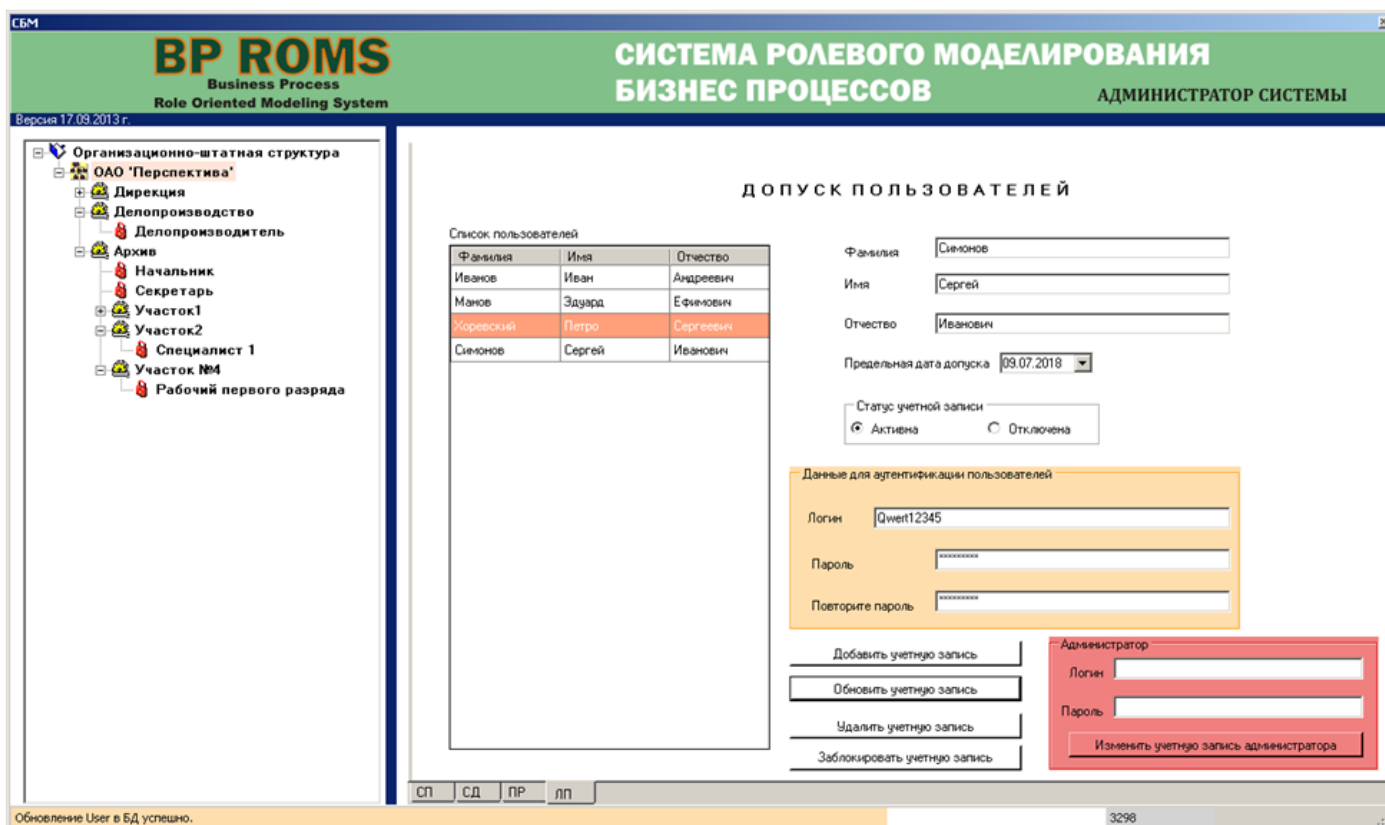 СБМ
BP ROMS
Business Process
Role Oriented Modeling System
СИСТЕМА РОЛЕВОГО МОДЕЛИРОВАНИЯ
БИЗНЕС ПРОЦЕССОВ
АДМИНИСТРАТОР СИСТЕМЫ
Версия 17.09.2013 г.
Организационно-штатная структура
ОАО 'Перспектива'
Дирекция
Делопроизводство
Делопроизводитель
Архив
Начальник
Секретарь
Участок1
Участок2
Специалист 1
Участок №4
Рабочий первого разряда
ДОПУСК ПОЛЬЗОВАТЕЛЕЙ
Список пользователей
Фамилия Имя Отчество
Иванов Иван Андреевич
Манов Эдуард Ефимович
Хоревский Петро Сергеевич
Симонов Сергей Иванович
Фамилия Симонов
Имя Сергей
Отчество Иванович
Предельная дата допуска 09.07.2018
Статус учетной записи
Активна Отключена
Данные для аутентификации пользователей
Логин Qwert12345
Пароль *********
Повторите пароль *********
Добавить учетную запись
Обновить учетную запись
Удалить учетную запись
Заблокировать учетную запись
Администратор
Логин
Пароль
Изменить учетную запись администратора
СП СД ПР ЛП
Обновление User в БД успешно. 3298